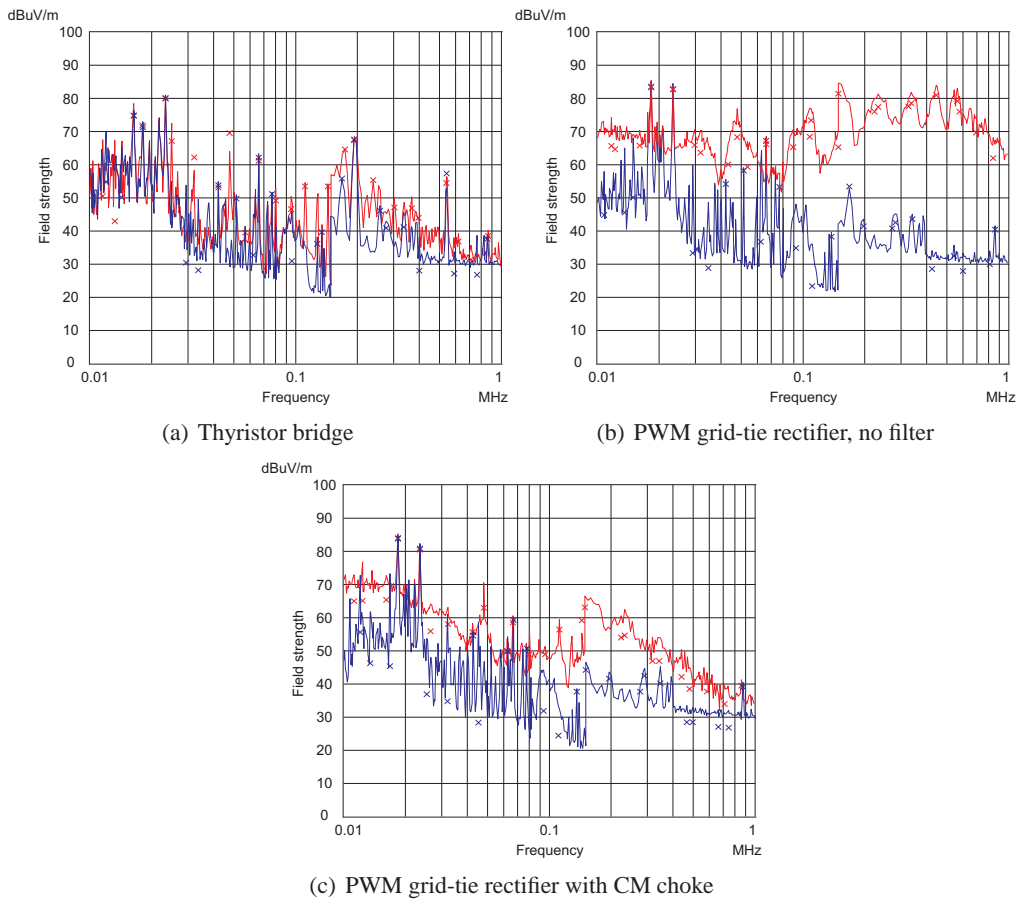 dBuV/m
100
90
80
70
60
50
40
30
20
10
0
Field strength
0.01
0.1
1
Frequency
MHz
(a) Thyristor bridge
dBuV/m
100
90
80
70
60
50
40
30
20
10
0
Field strength
0.01
0.1
1
Frequency
MHz
(b) PWM grid-tie rectifier, no filter
dBuV/m
100
90
80
70
60
50
40
30
20
10
0
Field strength
0.01
0.1
1
Frequency
MHz
(c) PWM grid-tie rectifier with CM choke